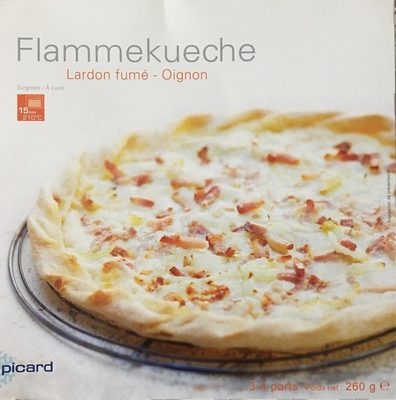 Flammekueche
Lardon fumé - Oignon
Surgelée - À cuire
15 min
210°C
Suggestion de présentation
picard
3-4 parts - Poids net : 260 g ℮